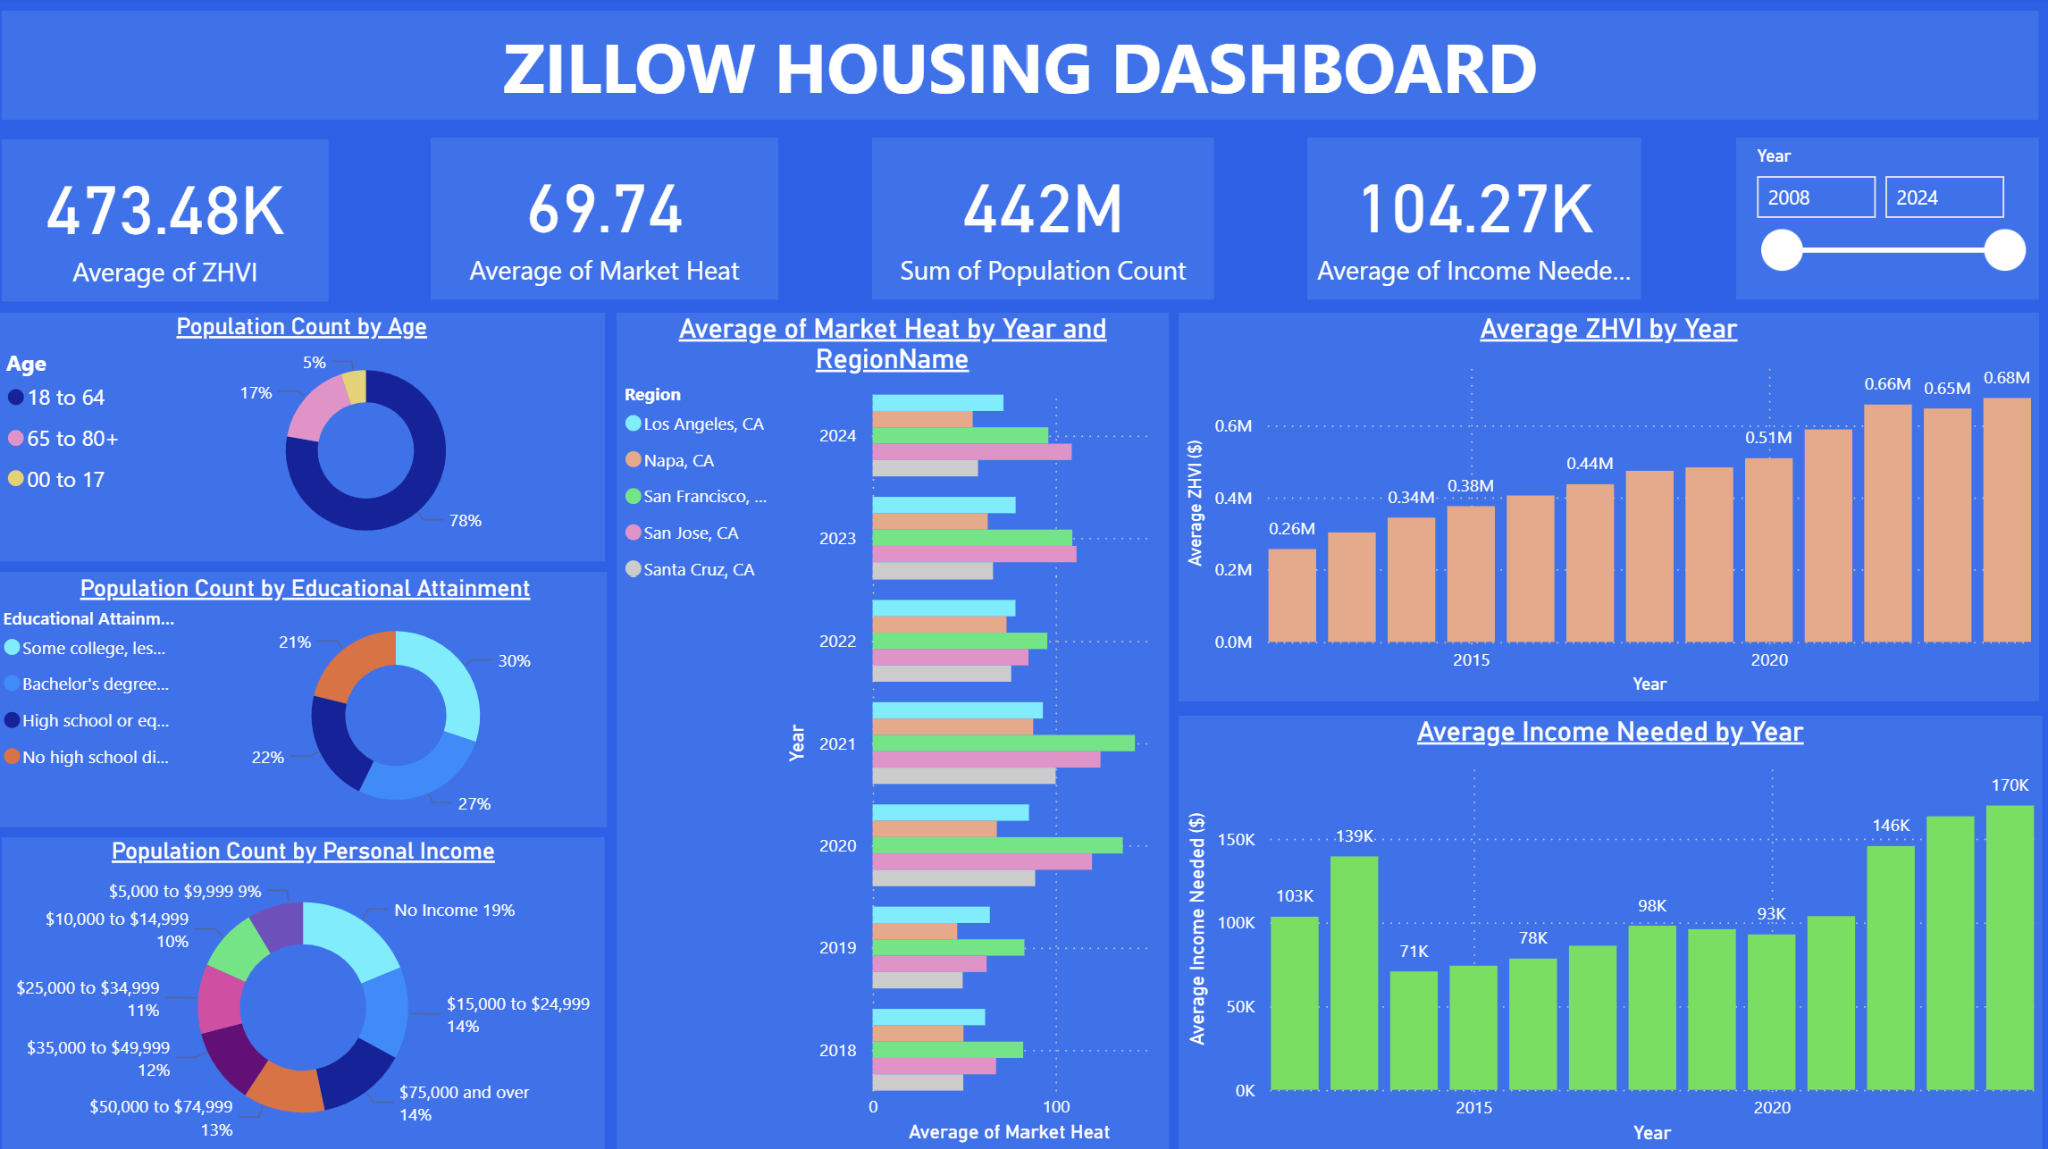 ZILLOW HOUSING DASHBOARD
473.48K
Average of ZHVI
69.74
Average of Market Heat
442M
Sum of Population Count
104.27K
Average of Income Neede...
Year
2008 2024
Population Count by Age
Age
18 to 64
65 to 80+
00 to 17
5%
17%
78%
Population Count by Educational Attainment
Educational Attainm...
Some college, les...
Bachelor's degree...
High school or eq...
No high school di...
21%
30%
22%
27%
Population Count by Personal Income
$5,000 to $9,999 9%
No Income 19%
$10,000 to $14,999
10%
$25,000 to $34,999
11%
$15,000 to $24,999
14%
$35,000 to $49,999
12%
$75,000 and over
14%
$50,000 to $74,999
13%
Average of Market Heat by Year and
RegionName
Region
Los Angeles, CA
Napa, CA
San Francisco, ...
San Jose, CA
Santa Cruz, CA
Year
2024
2023
2022
2021
2020
2019
2018
0 100
Average of Market Heat
Average ZHVI by Year
Average ZHVI ($)
0.6M
0.4M
0.2M
0.0M
0.26M
0.34M
0.38M
0.44M
0.51M
0.66M
0.65M
0.68M
2015 2020
Year
Average Income Needed by Year
Average Income Needed ($)
150K
100K
50K
0K
103K
139K
71K
78K
98K
93K
146K
170K
2015 2020
Year